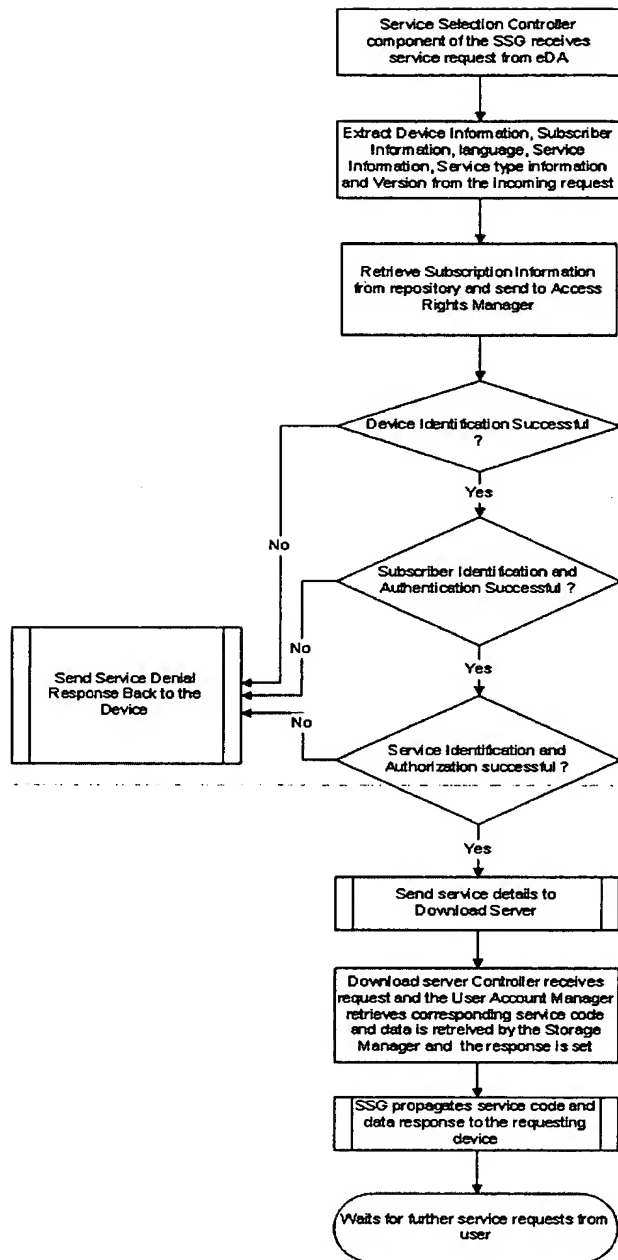 Service Selection Controller
component of the SSG receives
service request from eDA
Extract Device Information, Subscriber
Information, language, Service
Information, Service type information
and Version from the Incoming request
Retrieve Subscription Information
from repository and send to Access
Rights Manager
Device Identification Successful
?
Yes
No
Subscriber Identification and
Authentication Successful ?
Yes
No
Send Service Denial
Response Back to the
Device
No
Service Identification and
Authorization successful ?
Yes
Send service details to
Download Server
Download server Controller receives
request and the User Account Manager
retrieves corresponding service code
and data is retreived by the Storage
Manager and the response is set
SSG propagates service code and
data response to the requesting
device
Waits for further service requests from
user